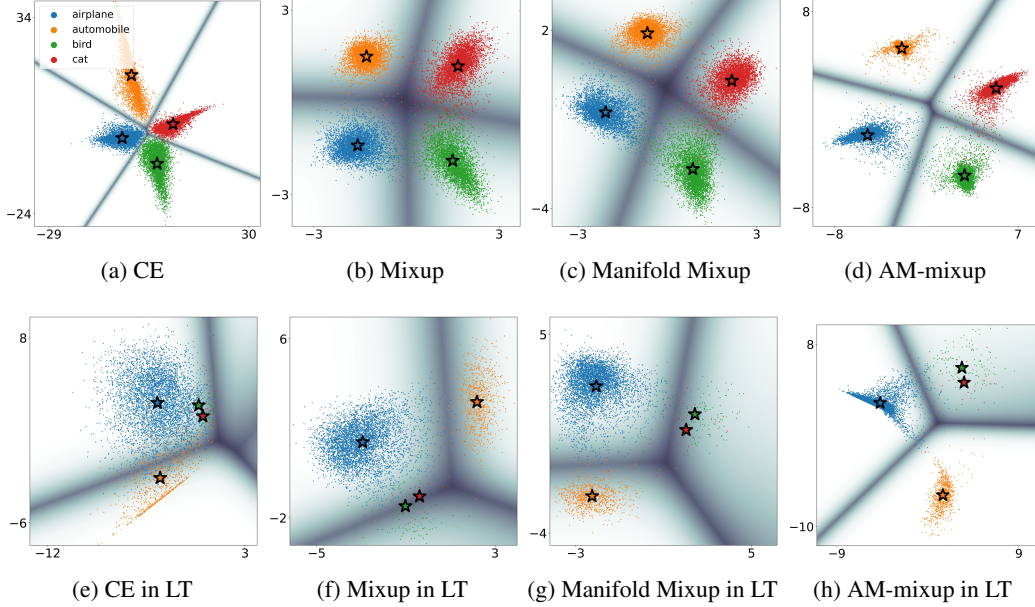 34
airplane
automobile
bird
cat
−24
−29
30
3
−3
−3
3
2
−4
−3
3
8
−8
−8
7
(a) CE
(b) Mixup
(c) Manifold Mixup
(d) AM-mixup
8
−6
−12
3
6
−2
−5
3
5
−4
−3
5
8
−10
−9
9
(e) CE in LT
(f) Mixup in LT
(g) Manifold Mixup in LT
(h) AM-mixup in LT